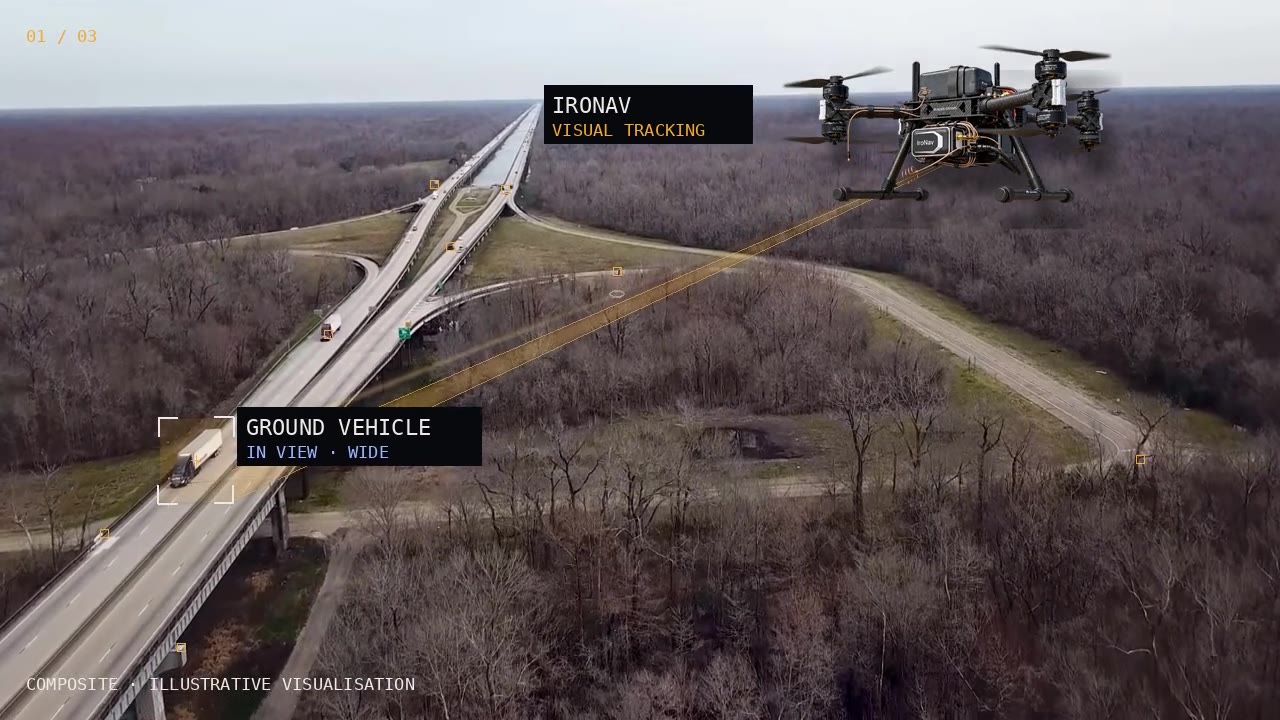 01 / 03
IRONAV
VISUAL TRACKING
IroNav
GROUND VEHICLE
IN VIEW · WIDE
COMPOSITE · ILLUSTRATIVE VISUALISATION